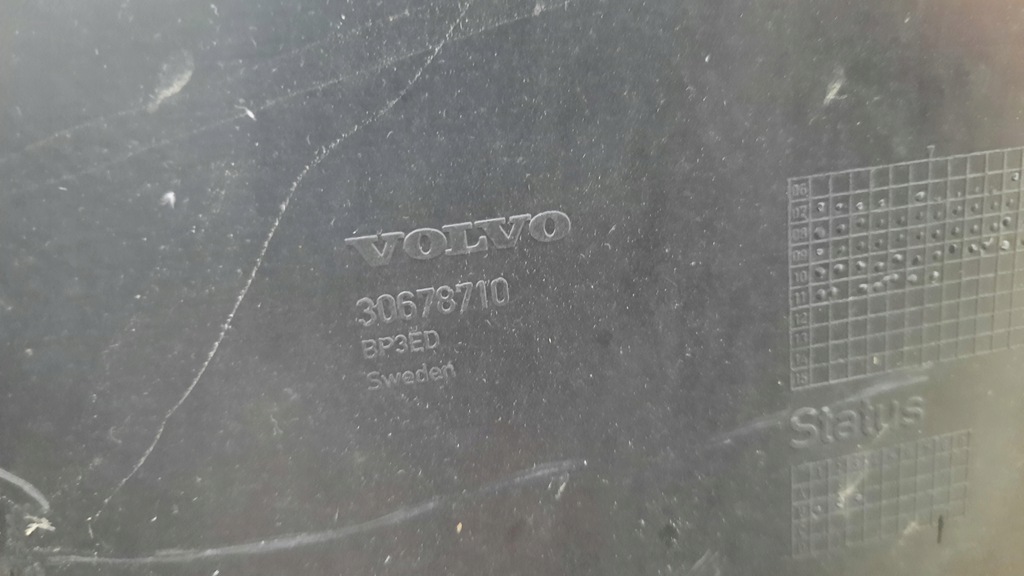 VOLVO
30678710
BP3ED
Sweden
Status